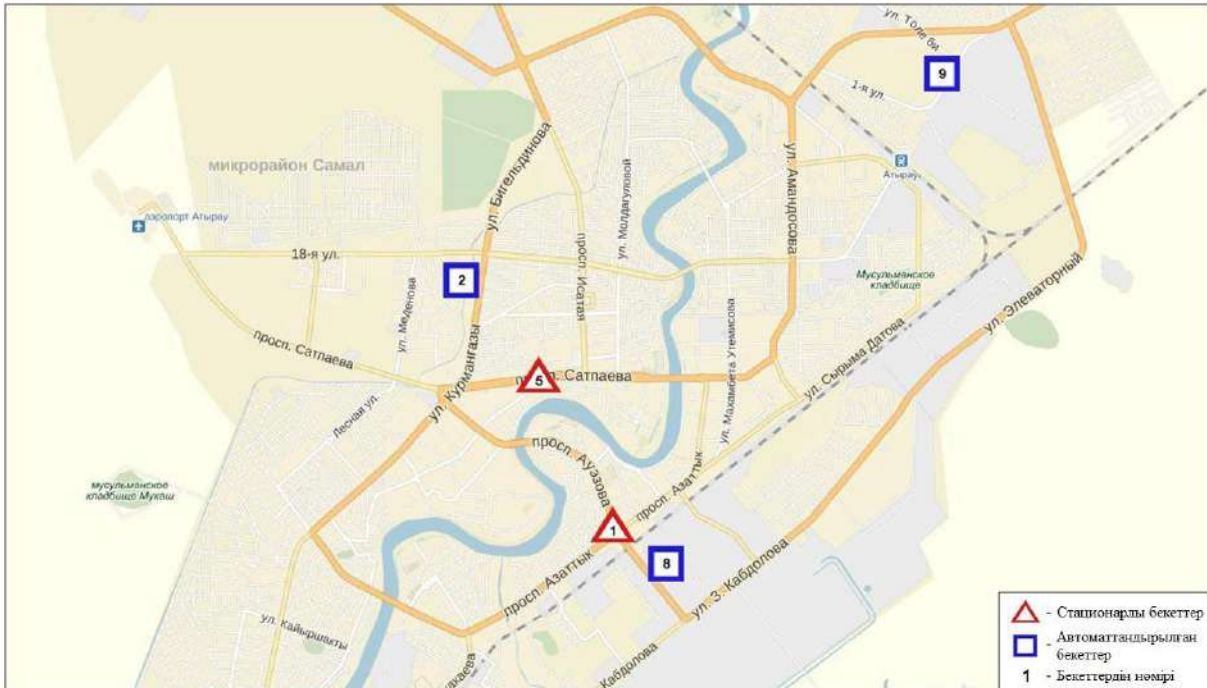 ул. Толе би
9
1-я ул.
Атырау
ул. Бигельдинова
микрорайон Самал
ул. Молдагуловой
ул. Амандосова
аэропорт Атырау
18-я ул.
просп. Исатая
2
ул. Меденова
Мусульманское
кладбище
ул. Элеваторный
просп. Сатпаева
ул. Курмангазы
ул. Махамбета Утемисова
ул. Сырыма Датова
5
Сатпаева
Лесная ул.
просп. Ауэзова
мусульманское
кладбище Мукаш
просп. Азаттык
1
8
просп. Азаттык
ул. З. Кабдолова
ул. Кайыршакты
Кабдолова
- Стационарлы бекеттер
- Автоматтандырылған
бекеттер
1 - Бекеттердің нөмірі